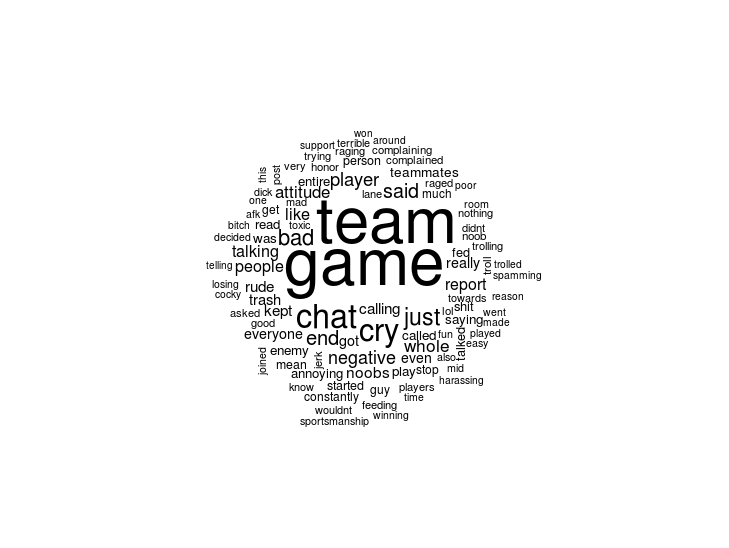 won
support terrible around
trying raging complaining
this post very honor person complained
entire player lane teammates
dick attitude said raged poor
one mad much
afk get like team room
nothing
bitch read toxic didnt
decided was bad noob
talking game fed trolling
telling people really troll trolled
spamming
losing rude report
cocky trash towards reason
asked kept chat calling just lol shit went
good cry saying made
everyone end got called fun played
enemy whole talked easy
jerk negative even also
joined mean noobs play stop mid
annoying harassing
know started guy players
constantly time
wouldnt feeding
sportsmanship winning